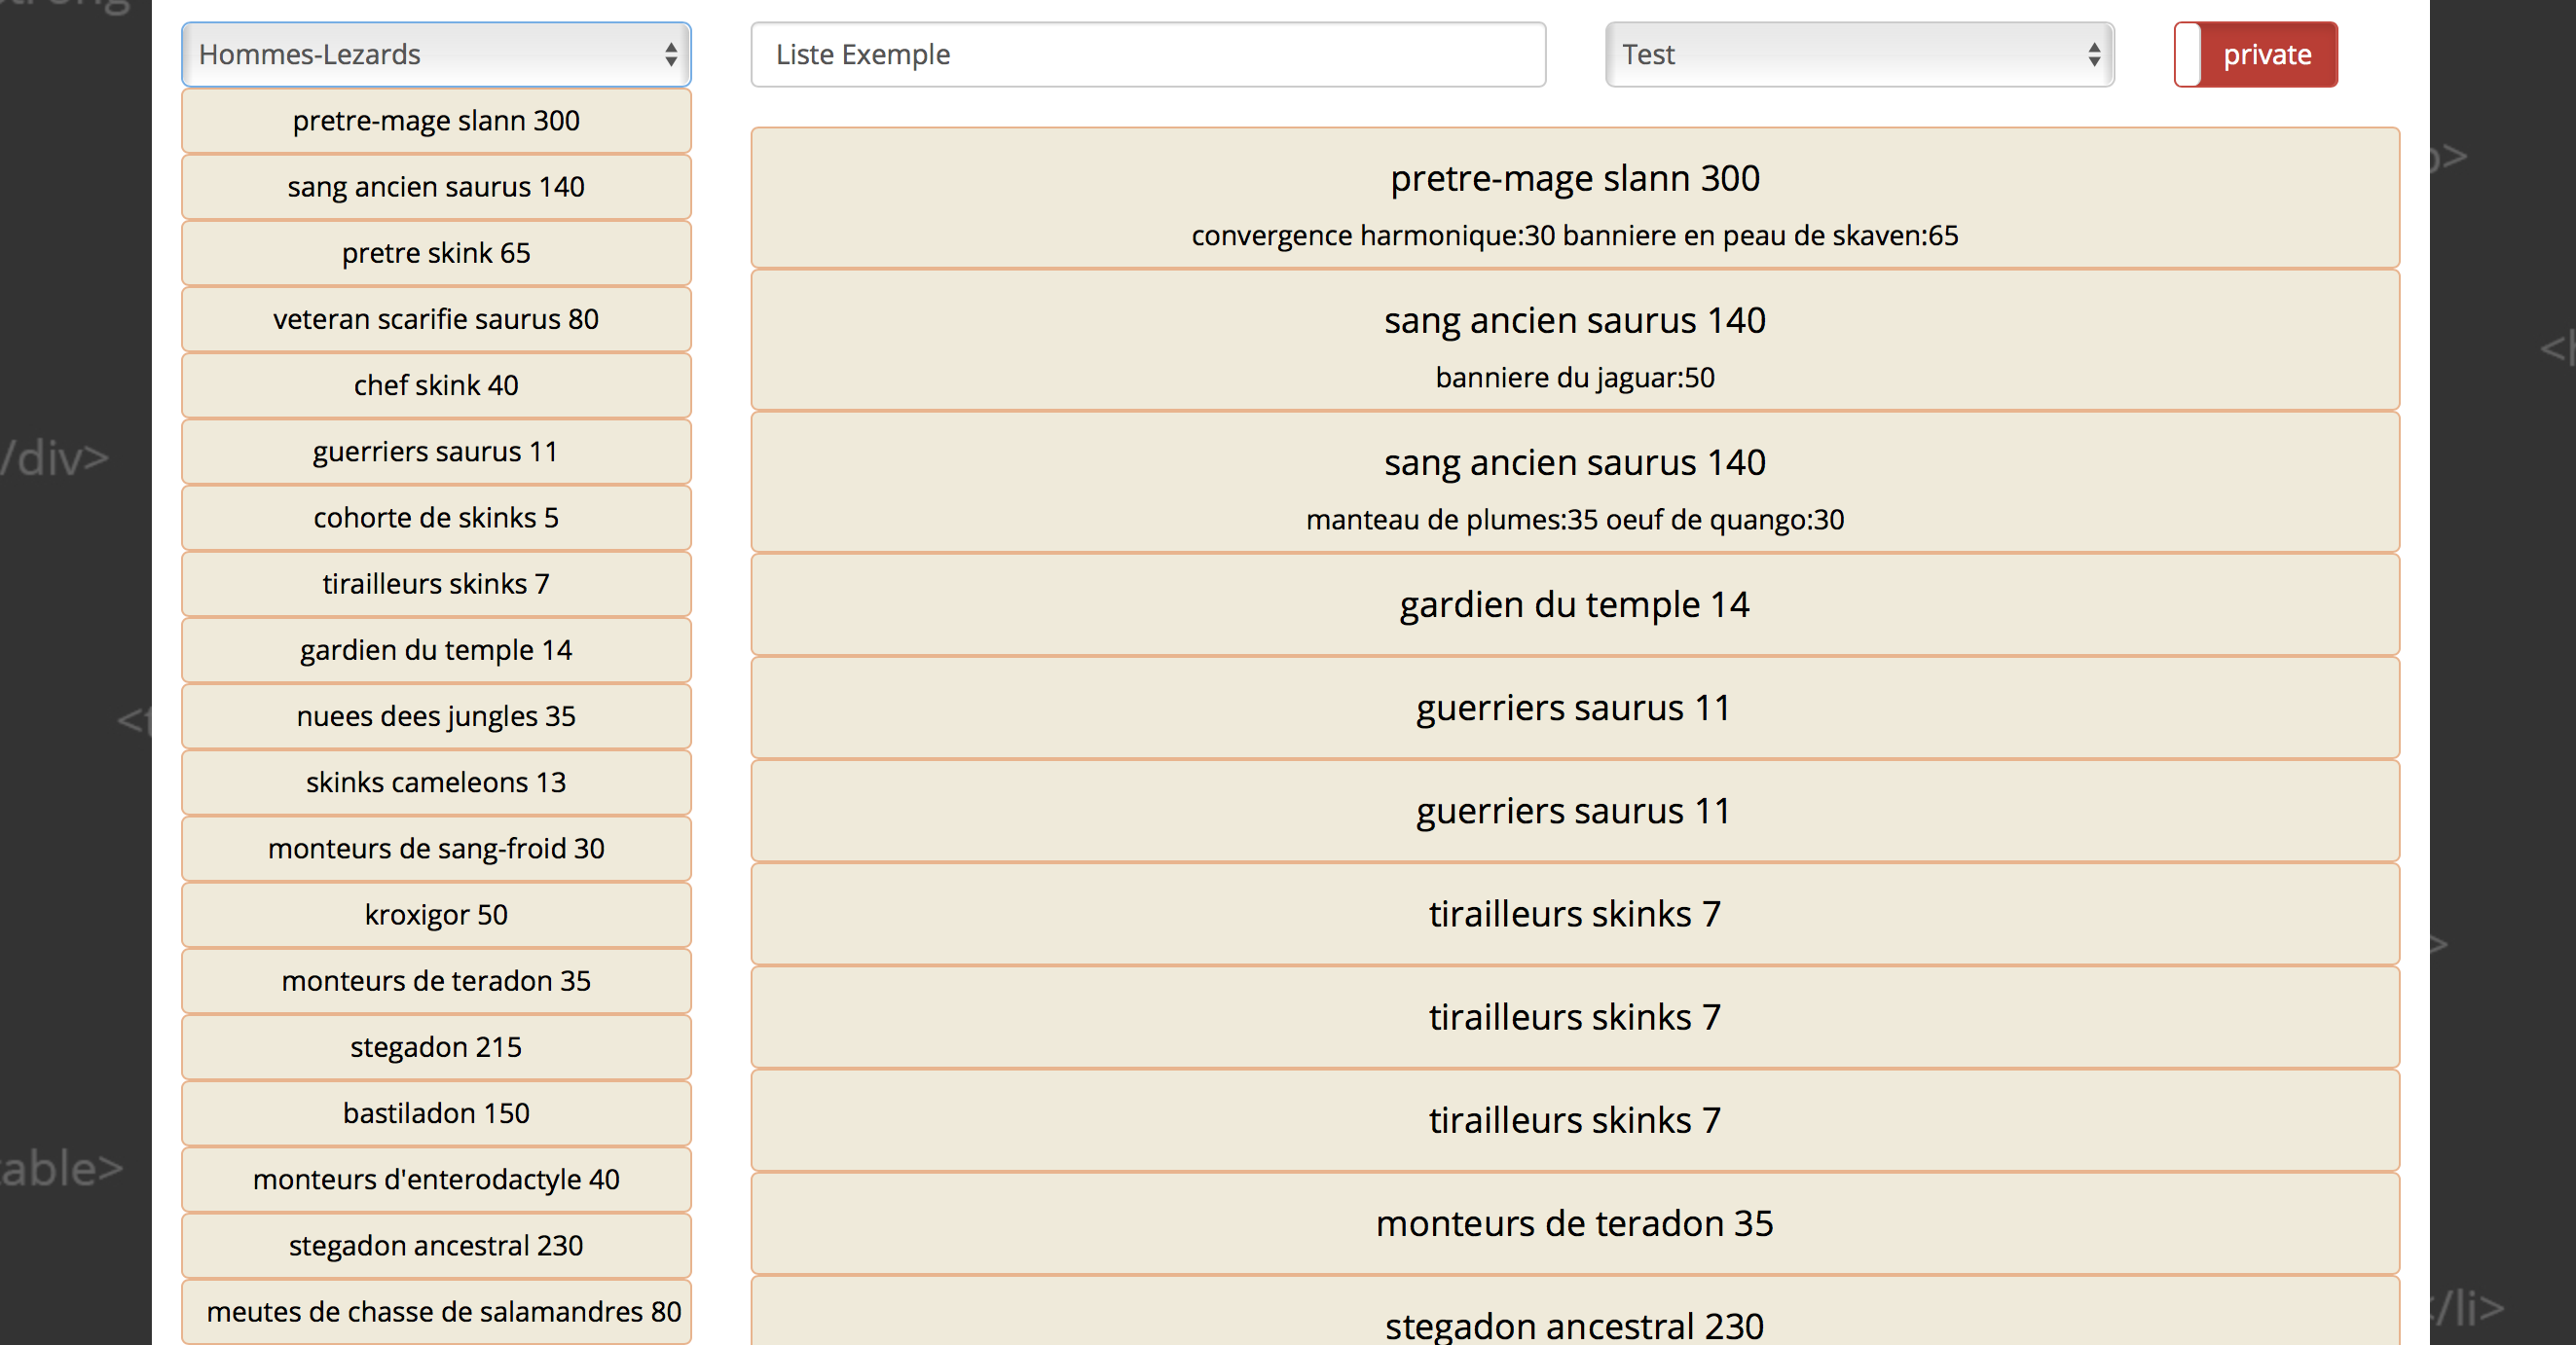 Hommes-Lezards
Liste Exemple
Test
private
pretre-mage slann 300
sang ancien saurus 140
pretre skink 65
veteran scarifie saurus 80
chef skink 40
guerriers saurus 11
cohorte de skinks 5
tirailleurs skinks 7
gardien du temple 14
nuees dees jungles 35
skinks cameleons 13
monteurs de sang-froid 30
kroxigor 50
monteurs de teradon 35
stegadon 215
bastiladon 150
monteurs d'enterodactyle 40
stegadon ancestral 230
meutes de chasse de salamandres 80
pretre-mage slann 300
convergence harmonique:30 banniere en peau de skaven:65
sang ancien saurus 140
banniere du jaguar:50
sang ancien saurus 140
manteau de plumes:35 oeuf de quango:30
gardien du temple 14
guerriers saurus 11
guerriers saurus 11
tirailleurs skinks 7
tirailleurs skinks 7
tirailleurs skinks 7
monteurs de teradon 35
stegadon ancestral 230
/div>
able>
/li>